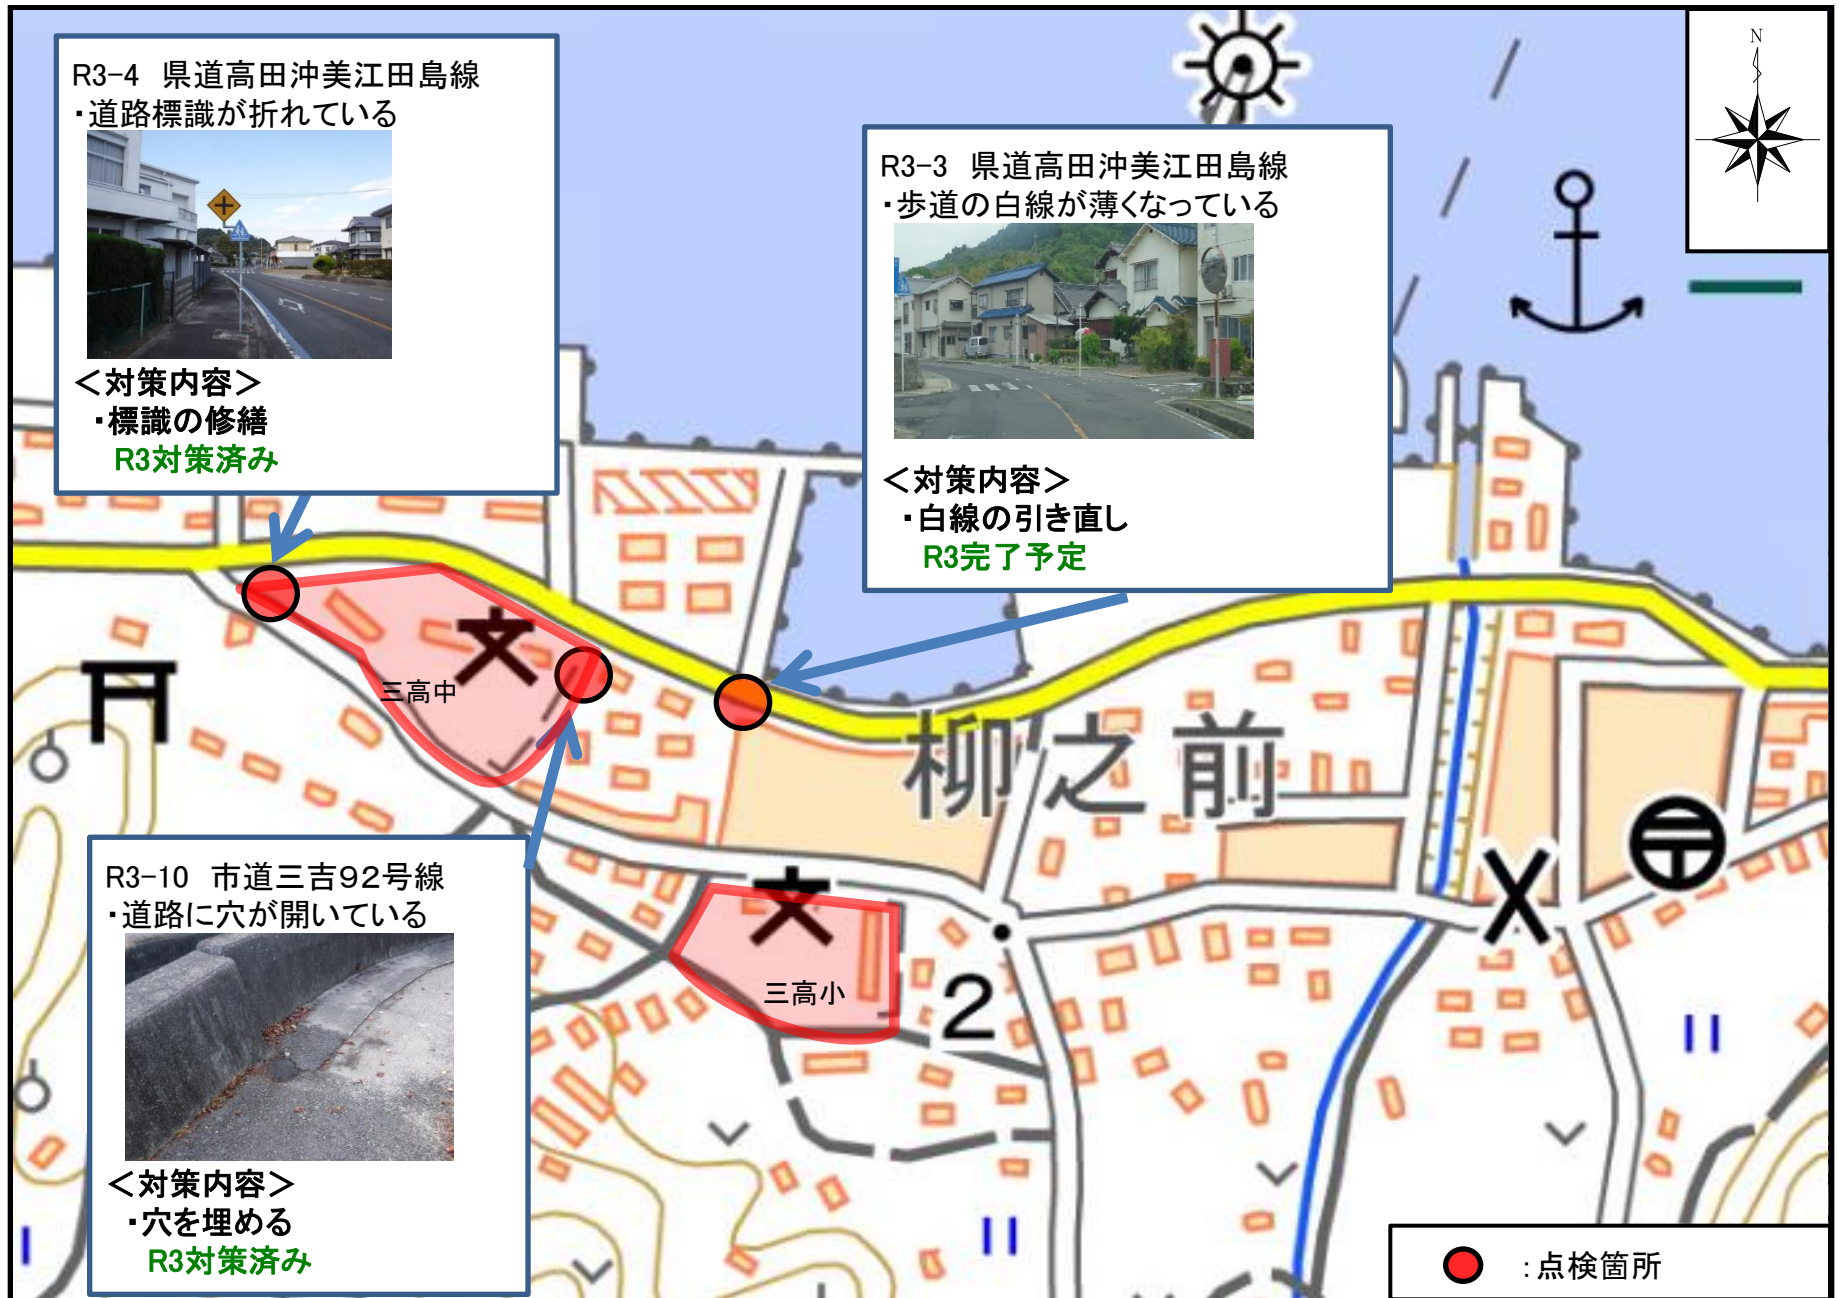 R3-4 県道高田沖美江田島線
・道路標識が折れている
＜対策内容＞
・標識の修繕
R3対策済み
R3-3 県道高田沖美江田島線
・歩道の白線が薄くなっている
＜対策内容＞
・白線の引き直し
R3完了予定
N
三高中
柳之前
R3-10 市道三吉９２号線
・道路に穴が開いている
＜対策内容＞
・穴を埋める
R3対策済み
三高小
2
：点検箇所